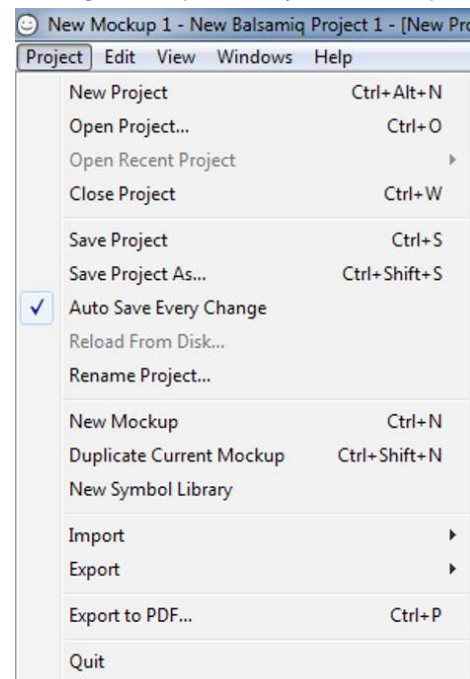 New Mockup 1 - New Balsamiq Project 1 - [New Pr
Project Edit View Windows Help
New Project Ctrl+Alt+N
Open Project... Ctrl+O
Open Recent Project
Close Project Ctrl+W
Save Project Ctrl+S
Save Project As... Ctrl+Shift+S
Auto Save Every Change
Reload From Disk...
Rename Project...
New Mockup Ctrl+N
Duplicate Current Mockup Ctrl+Shift+N
New Symbol Library
Import
Export
Export to PDF... Ctrl+P
Quit